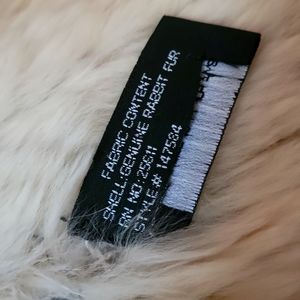 FABRIC CONTENT
SHELL:GENUINE RABBIT FUR
RN NO: 25611
STYLE # 147584